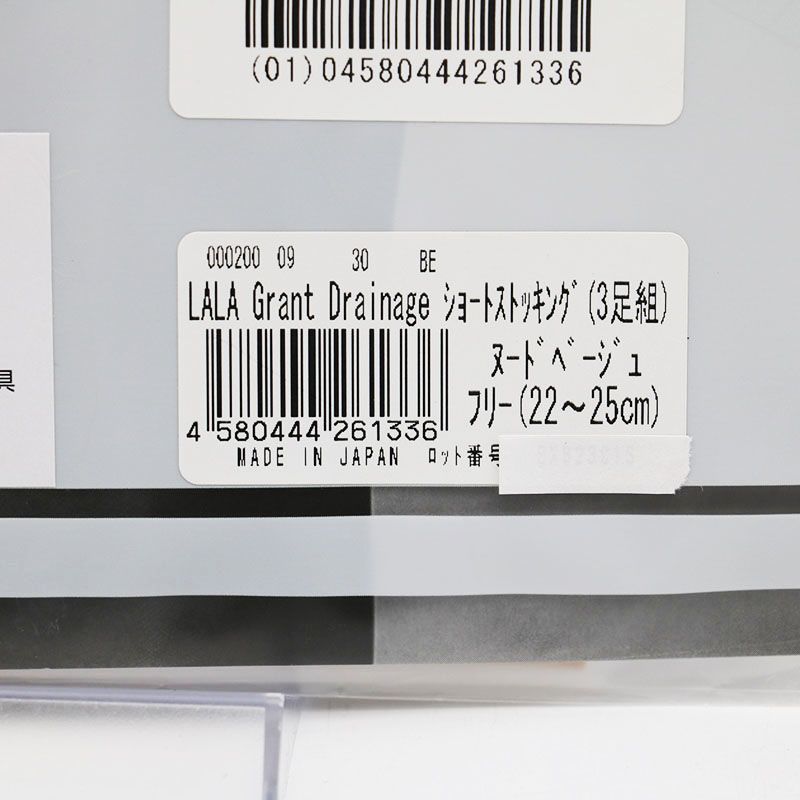 (01)04580444261336
000200 09 30 BE
LALA Grant Drainage ｼｮｰﾄｽﾄｯｷﾝｸﾞ(3足組)
ﾇｰﾄﾞﾍﾞｰｼﾞｭ
ﾌﾘｰ(22～25cm)
4 580444 261336
MADE IN JAPAN ﾛｯﾄ番号
具